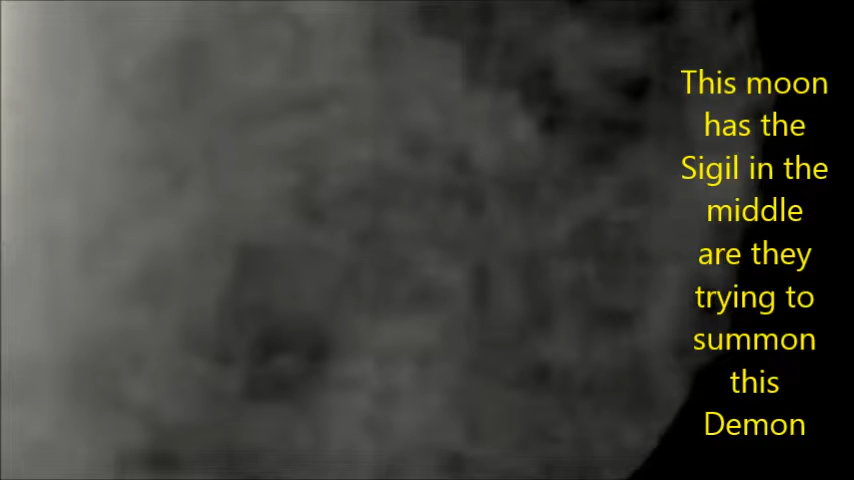 This moon
has the
Sigil in the
middle
are they
trying to
summon
this
Demon